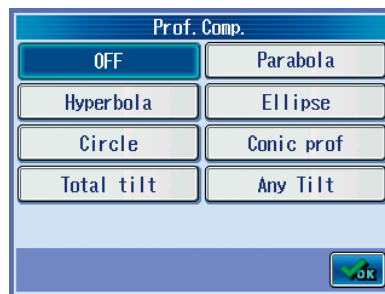 Prof. Comp.
OFF
Parabola
Hyperbola
Ellipse
Circle
Conic prof
Total tilt
Any Tilt
OK